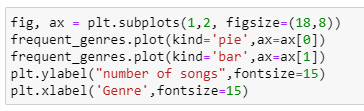 fig, ax = plt.subplots(1,2, figsize=(18,8))
frequent_genres.plot(kind='pie',ax=ax[0])
frequent_genres.plot(kind='bar',ax=ax[1])
plt.ylabel("number of songs",fontsize=15)
plt.xlabel('Genre',fontsize=15)